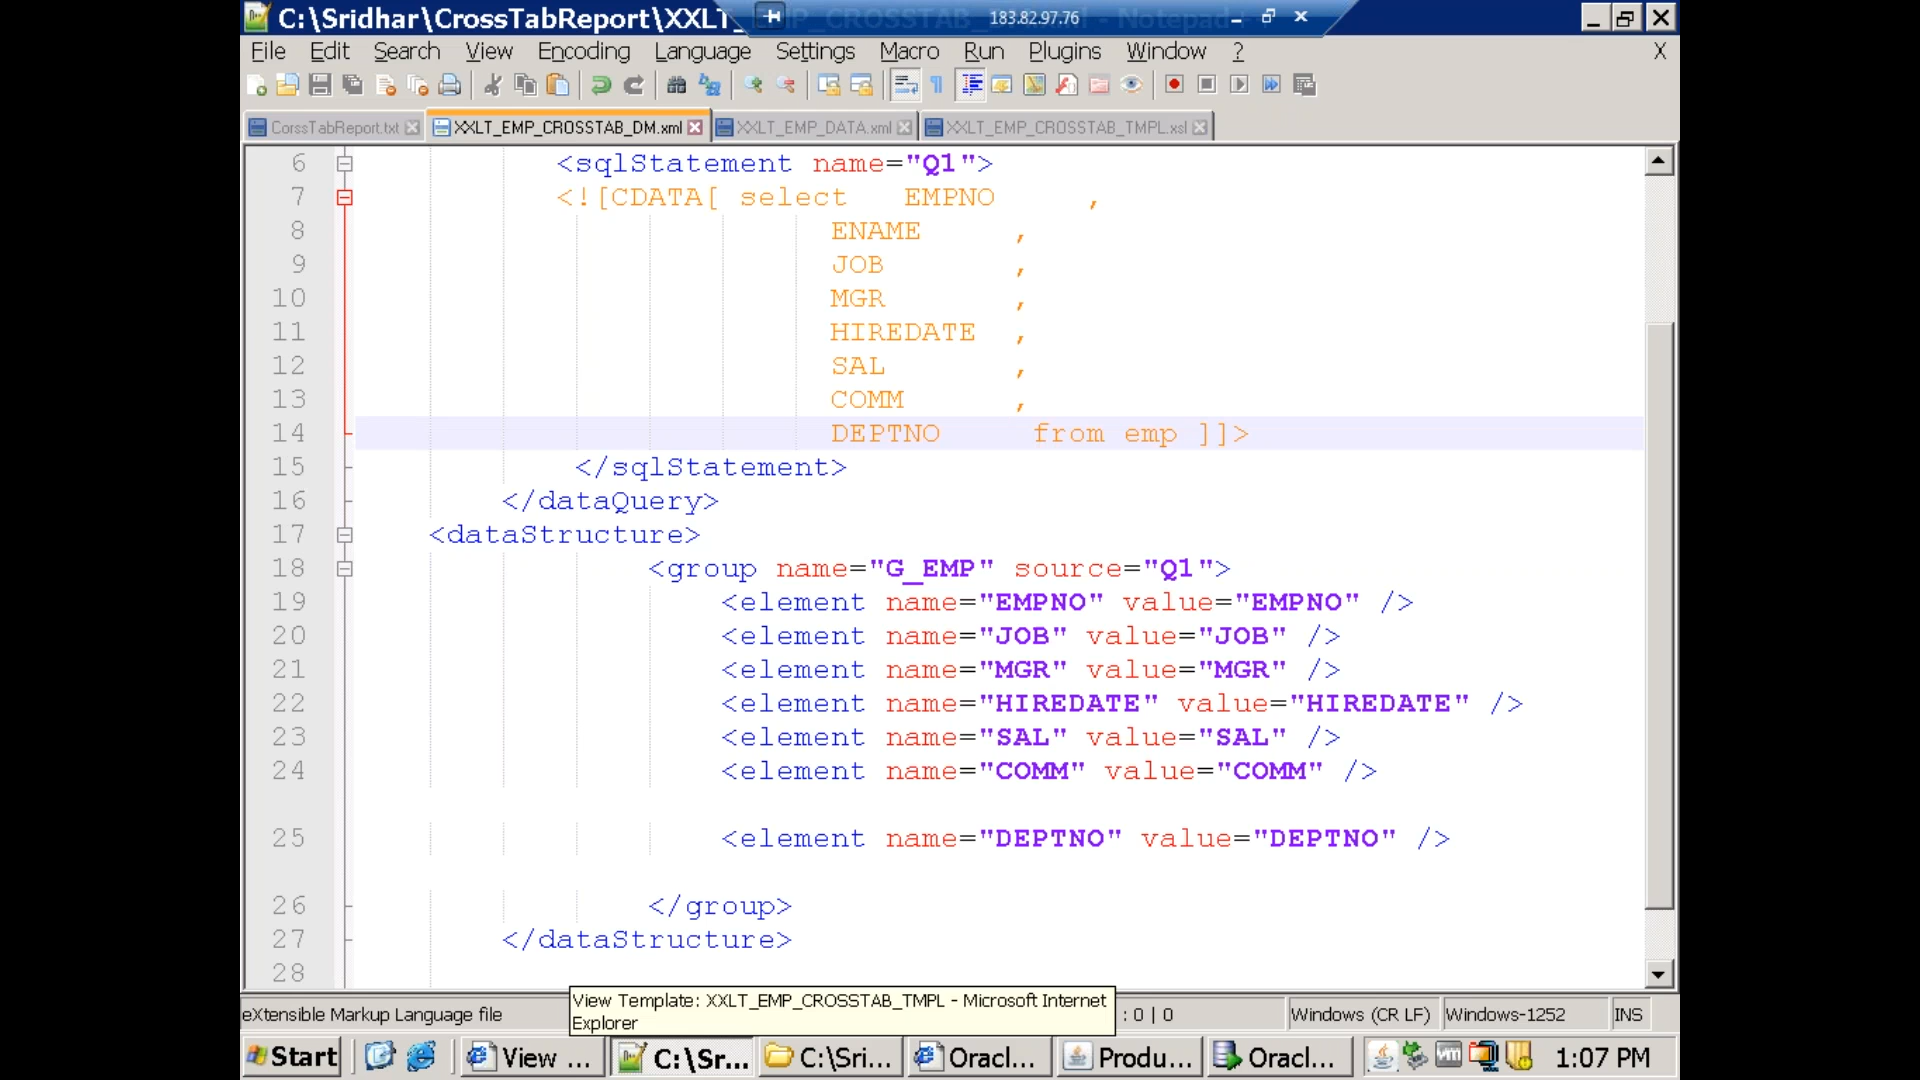 C:\Sridhar\CrossTabReport\XXLT_EMP_CROSSTAB_ - Notepad++
183.82.97.76
File Edit Search View Encoding Language Settings Macro Run Plugins Window ? X
CorssTabReport.txt XXLT_EMP_CROSSTAB_DM.xml XXLT_EMP_DATA.xml XXLT_EMP_CROSSTAB_TMPL.xsl
6 <sqlStatement name="Q1">
7 <![CDATA[ select EMPNO ,
8 ENAME ,
9 JOB ,
10 MGR ,
11 HIREDATE ,
12 SAL ,
13 COMM ,
14 DEPTNO from emp ]]>
15 </sqlStatement>
16 </dataQuery>
17 <dataStructure>
18 <group name="G_EMP" source="Q1">
19 <element name="EMPNO" value="EMPNO" />
20 <element name="JOB" value="JOB" />
21 <element name="MGR" value="MGR" />
22 <element name="HIREDATE" value="HIREDATE" />
23 <element name="SAL" value="SAL" />
24 <element name="COMM" value="COMM" />
25 <element name="DEPTNO" value="DEPTNO" />
26 </group>
27 </dataStructure>
28
View Template: XXLT_EMP_CROSSTAB_TMPL - Microsoft Internet
Explorer
eXtensible Markup Language file : 0 | 0 Windows (CR LF) Windows-1252 INS
Start View ... C:\Sr... C:\Sri... Oracl... Produ... Oracl... 1:07 PM